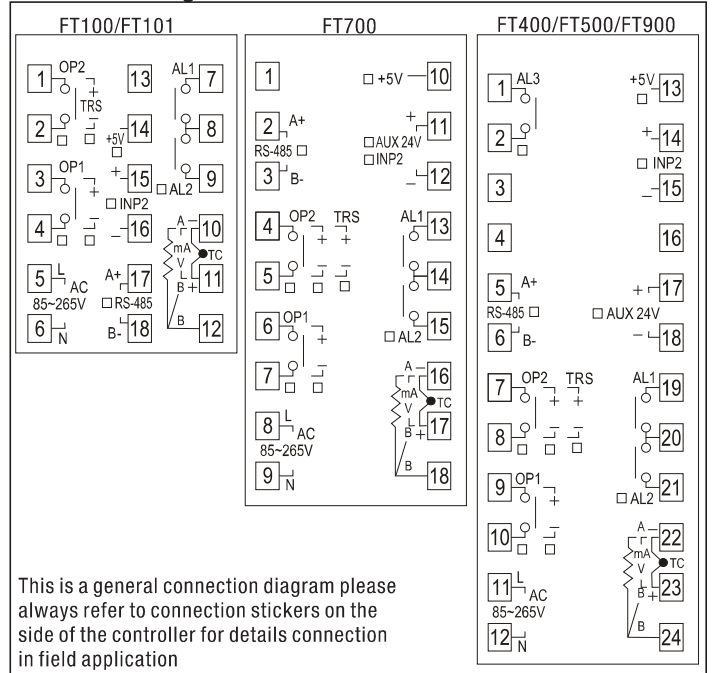 FT100/FT101
1 OP2 13 AL1 7
+
TRS
2 +5V 14 8
3 OP1 + 15 9
+ INP2 AL2
4 - 16 A - 10
mA TC
V
5 L AC A+ 17 B + 11
85~265V RS-485
6 N B- 18 B 12
FT700
1 +5V 10
2 A+ + 11
RS-485 AUX 24V
INP2
3 B- - 12
4 OP2 TRS AL1 13
+ +
5 - - 14
6 OP1 15
+ AL2
7 - A - 16
mA TC
V
8 L AC B + 17
85~265V
9 N B 18
FT400/FT500/FT900
1 AL3 +5V 13
2 + 14
INP2
3 - 15
4 16
5 A+ + 17
RS-485 AUX 24V
6 B- - 18
7 OP2 TRS AL1 19
+ +
8 - - 20
9 OP1 21
+ AL2
10 - A - 22
mA TC
V
11 L AC B + 23
85~265V
12 N B 24
This is a general connection diagram please
always refer to connection stickers on the
side of the controller for details connection
in field application